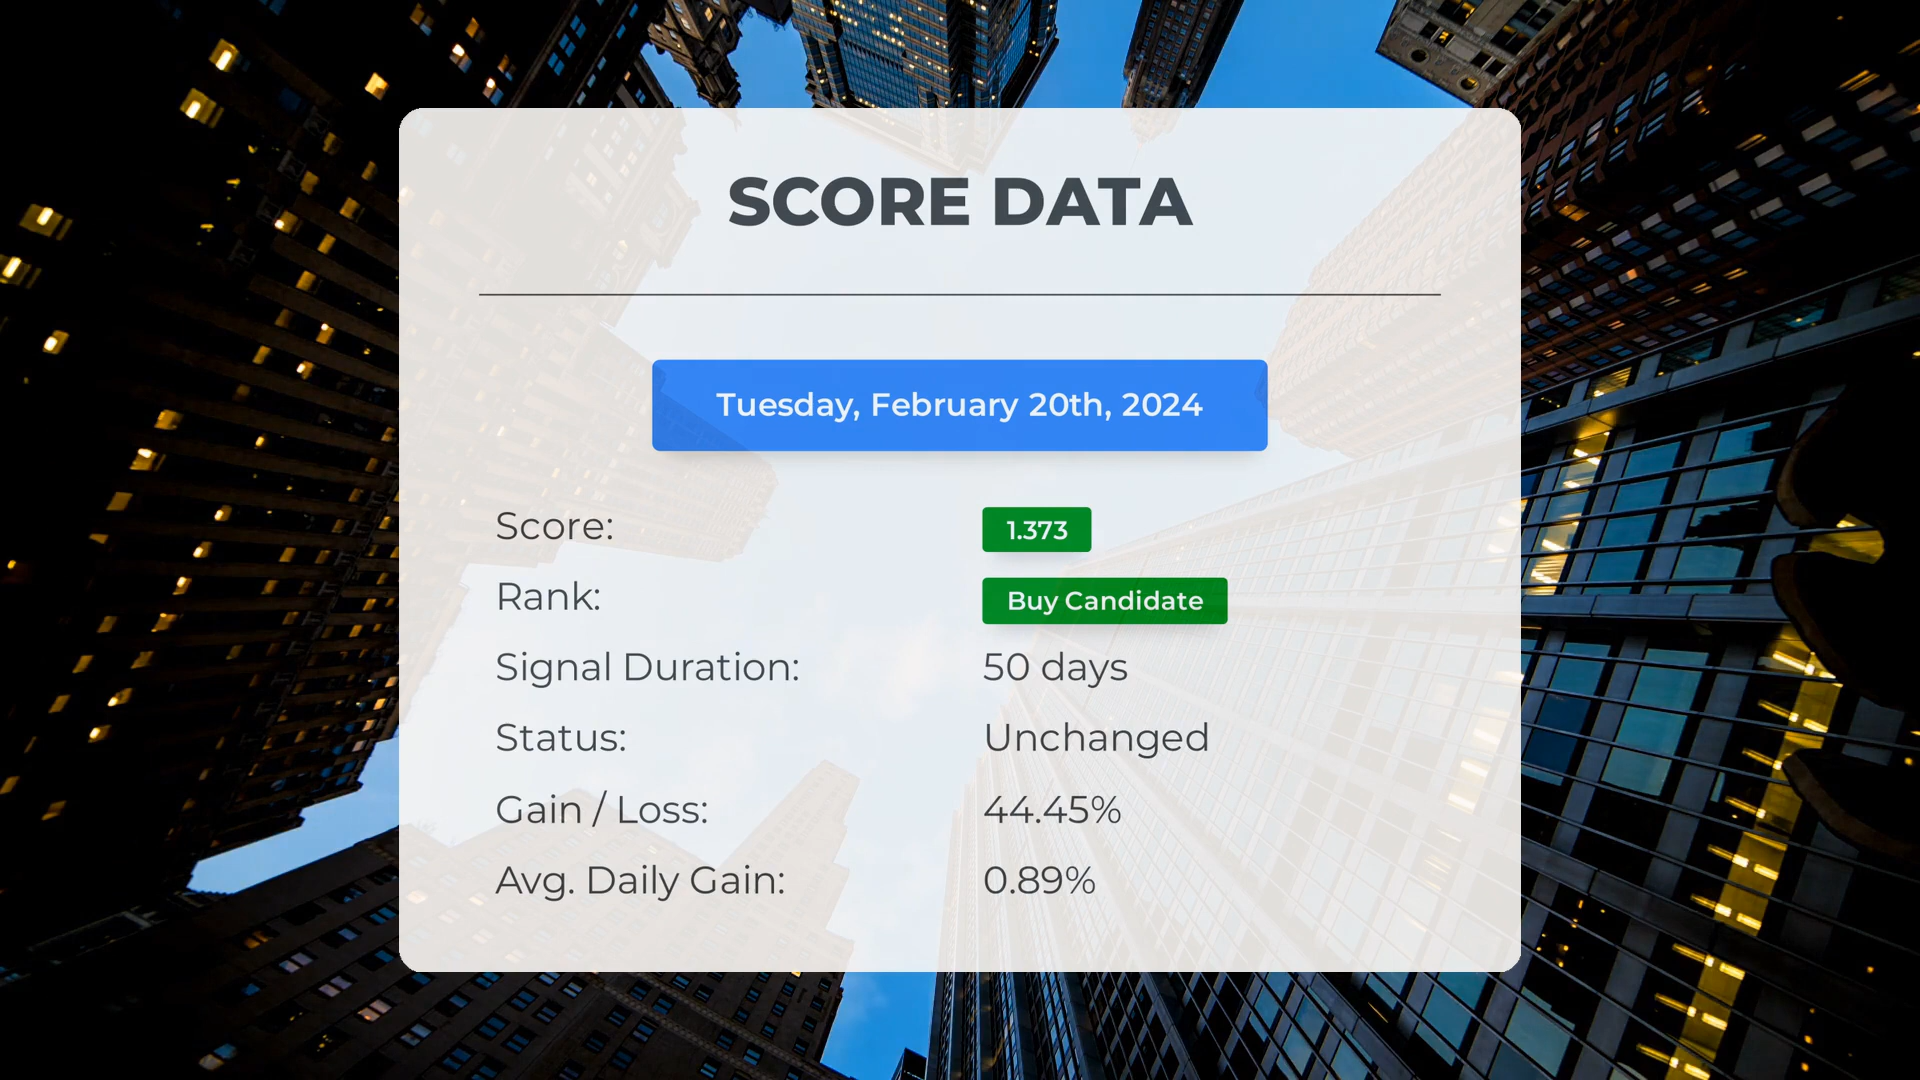 SCORE DATA
Tuesday, February 20th, 2024
Score: 1.373
Rank: Buy Candidate
Signal Duration: 50 days
Status: Unchanged
Gain / Loss: 44.45%
Avg. Daily Gain: 0.89%